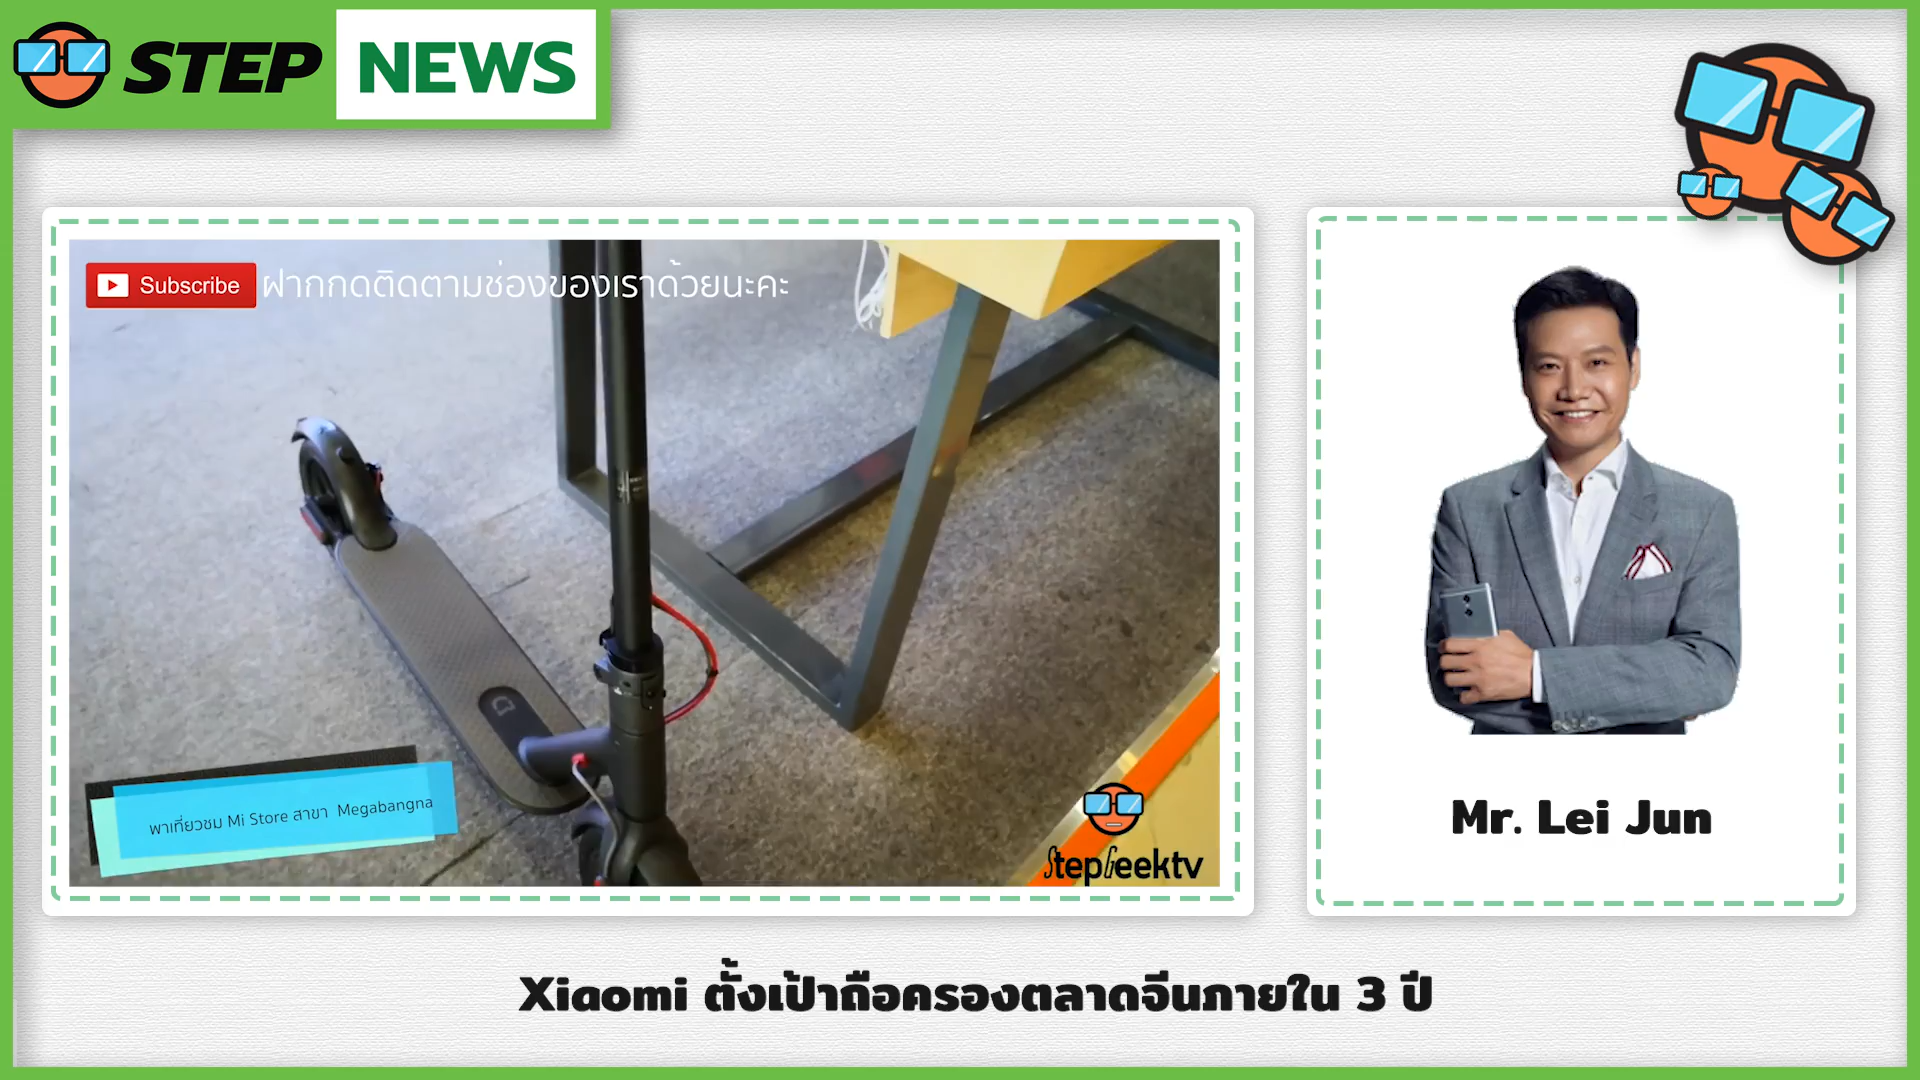 STEP NEWS
Subscribe ฝากกดติดตามช่องของเราด้วยนะคะ
พาเที่ยวชม Mi Store สาขา Megabangna
StepGeektv
Mr. Lei Jun
Xiaomi ตั้งเป้าถือครองตลาดจีนภายใน 3 ปี